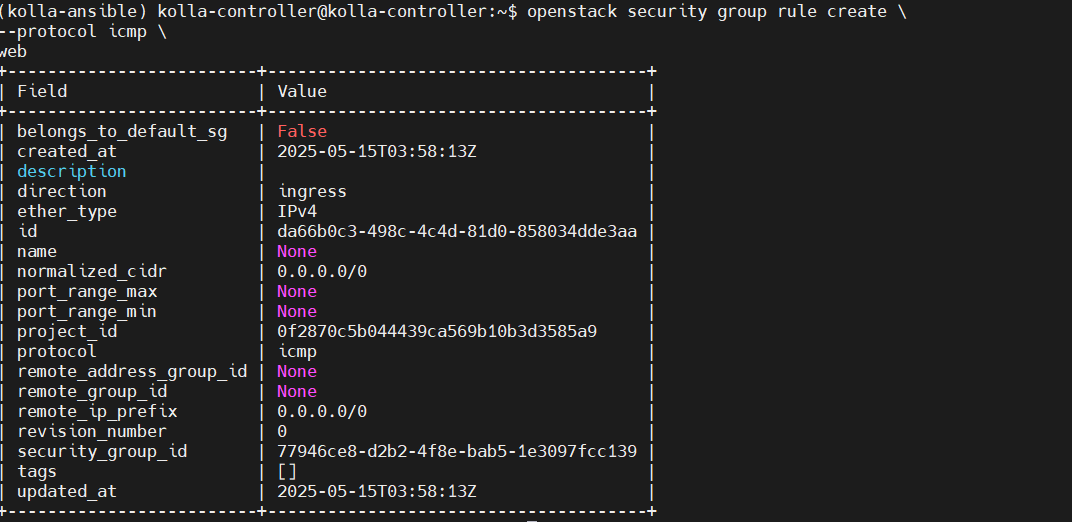 (kolla-ansible) kolla-controller@kolla-controller:~$ openstack security group rule create \
--protocol icmp \
web
+-------------------------+--------------------------------------+
| Field                   | Value                                |
+-------------------------+--------------------------------------+
| belongs_to_default_sg   | False                                |
| created_at              | 2025-05-15T03:58:13Z                 |
| description             |                                      |
| direction               | ingress                              |
| ether_type              | IPv4                                 |
| id                      | da66b0c3-498c-4c4d-81d0-858034dde3aa |
| name                    | None                                 |
| normalized_cidr         | 0.0.0.0/0                            |
| port_range_max          | None                                 |
| port_range_min          | None                                 |
| project_id              | 0f2870c5b044439ca569b10b3d3585a9     |
| protocol                | icmp                                 |
| remote_address_group_id | None                                 |
| remote_group_id         | None                                 |
| remote_ip_prefix        | 0.0.0.0/0                            |
| revision_number         | 0                                    |
| security_group_id       | 77946ce8-d2b2-4f8e-bab5-1e3097fcc139 |
| tags                    | []                                   |
| updated_at              | 2025-05-15T03:58:13Z                 |
+-------------------------+--------------------------------------+